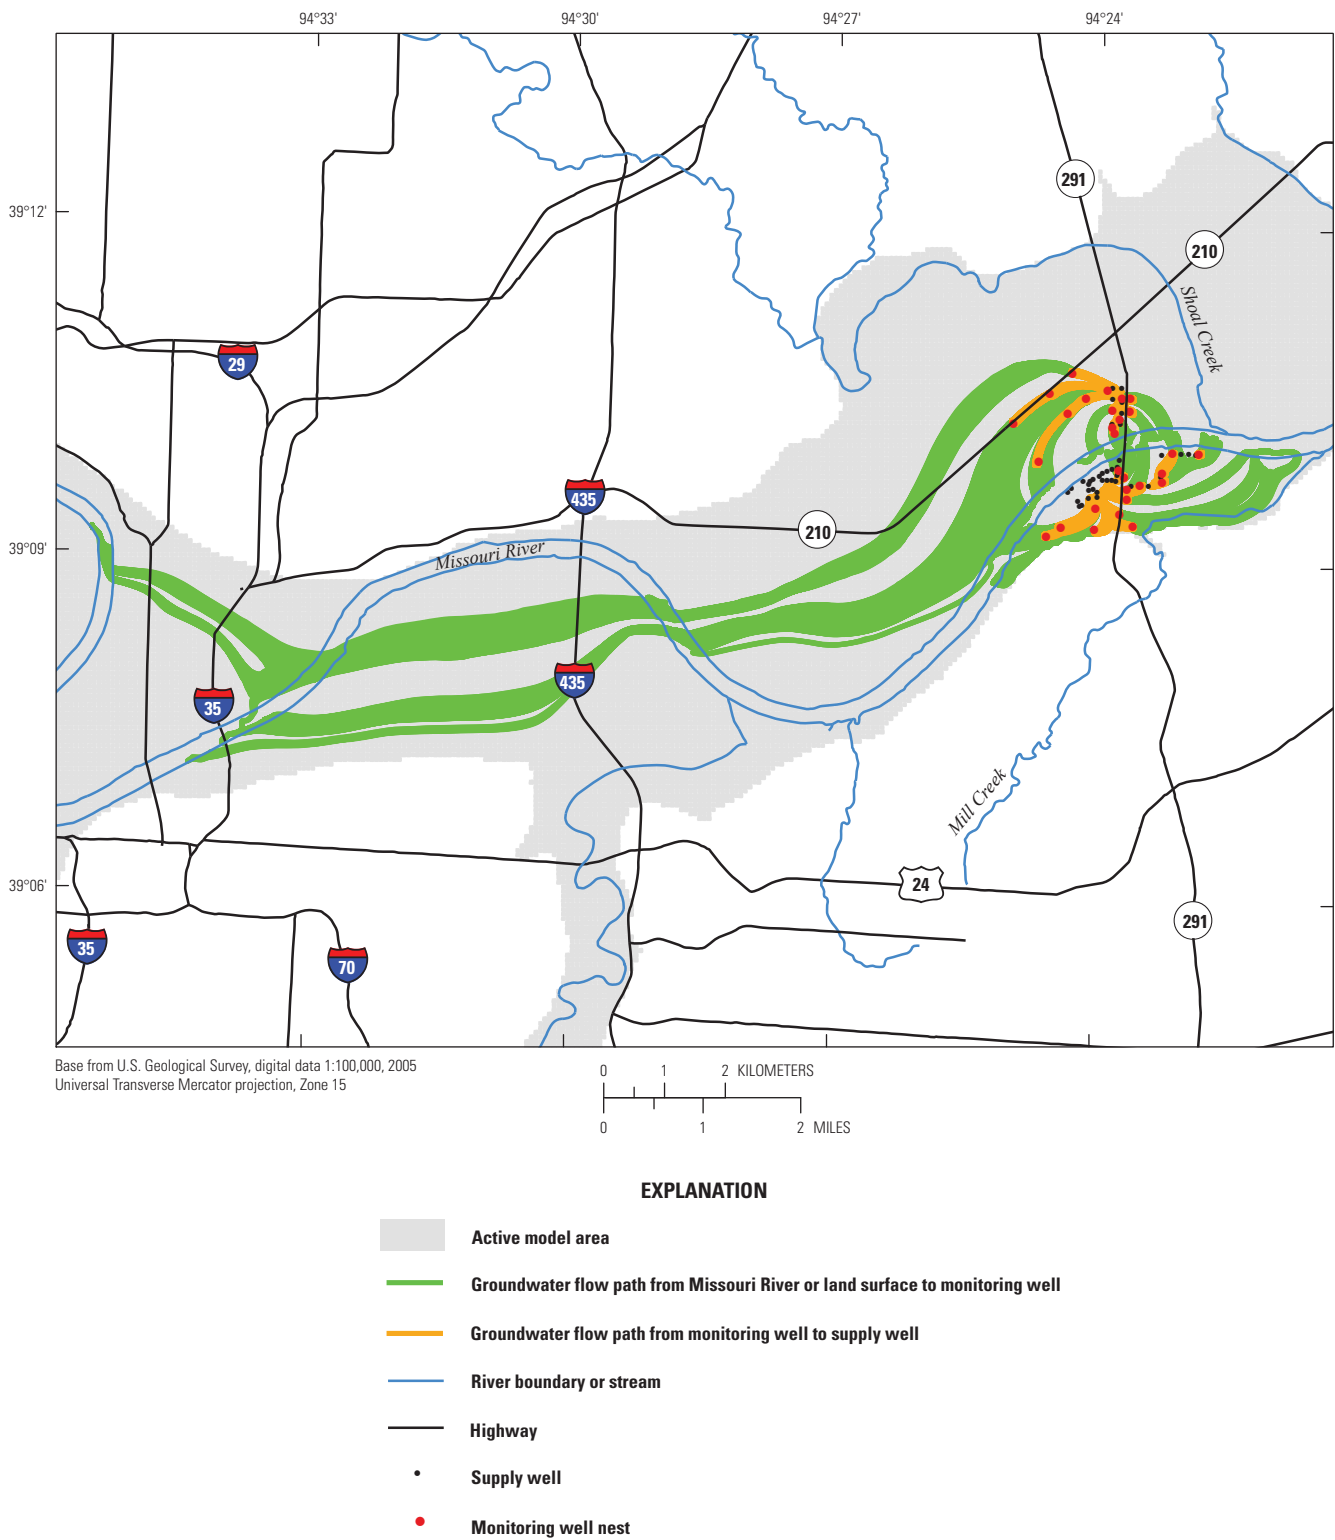 94°33'
94°30'
94°27'
94°24'
39°12'
39°09'
39°06'
291
210
Shoal Creek
29
435
210
Missouri River
435
35
Mill Creek
24
291
35
70
Base from U.S. Geological Survey, digital data 1:100,000, 2005
Universal Transverse Mercator projection, Zone 15
0 1 2 KILOMETERS
0 1 2 MILES
EXPLANATION
Active model area
Groundwater flow path from Missouri River or land surface to monitoring well
Groundwater flow path from monitoring well to supply well
River boundary or stream
Highway
Supply well
Monitoring well nest